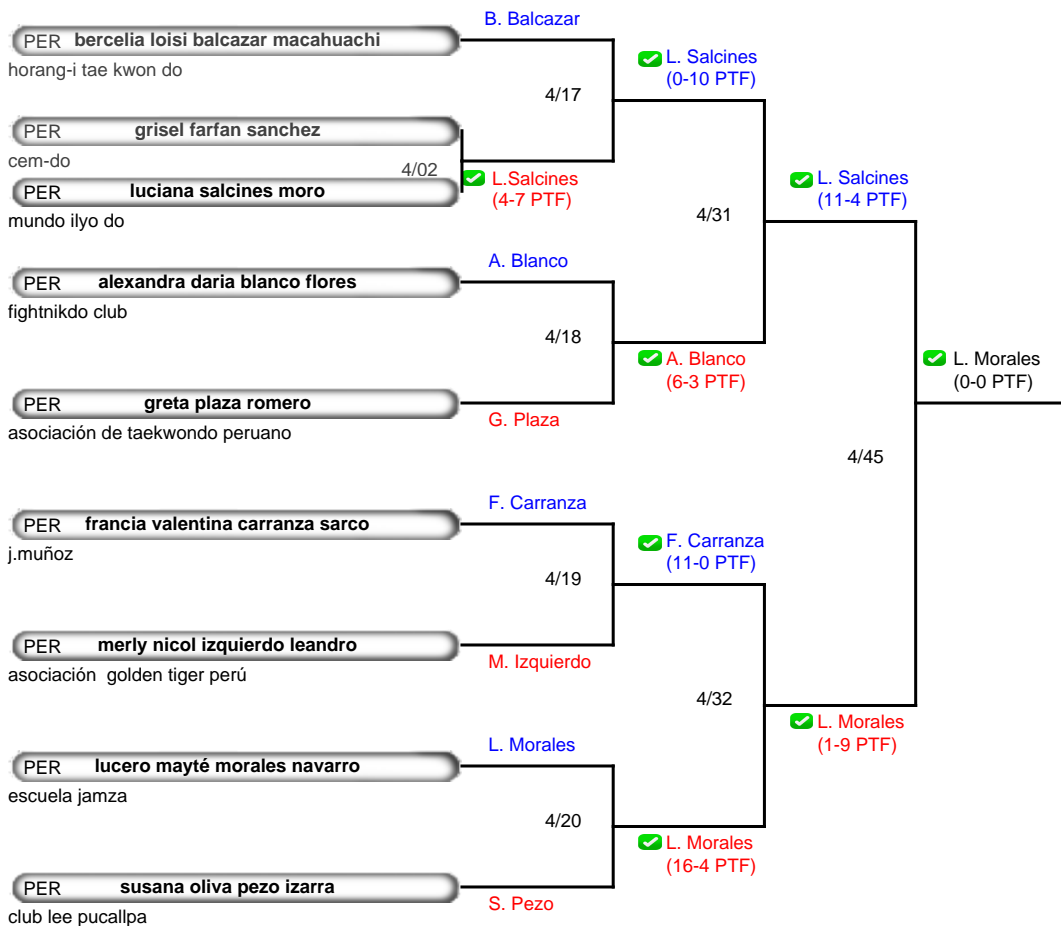 B. Balcazar
PER bercelia loisi balcazar macahuachi
horang-i tae kwon do
L. Salcines
(0-10 PTF)
4/17
PER grisel farfan sanchez
cem-do
4/02
PER luciana salcines moro
mundo ilyo do
L.Salcines
(4-7 PTF)
L. Salcines
(11-4 PTF)
4/31
A. Blanco
PER alexandra daria blanco flores
fightnikdo club
4/18
A. Blanco
(6-3 PTF)
L. Morales
(0-0 PTF)
PER greta plaza romero
asociación de taekwondo peruano
G. Plaza
4/45
F. Carranza
PER francia valentina carranza sarco
j.muñoz
F. Carranza
(11-0 PTF)
4/19
PER merly nicol izquierdo leandro
asociación  golden tiger perú
M. Izquierdo
4/32
L. Morales
(1-9 PTF)
L. Morales
PER lucero mayté morales navarro
escuela jamza
4/20
L. Morales
(16-4 PTF)
PER susana oliva pezo izarra
club lee pucallpa
S. Pezo